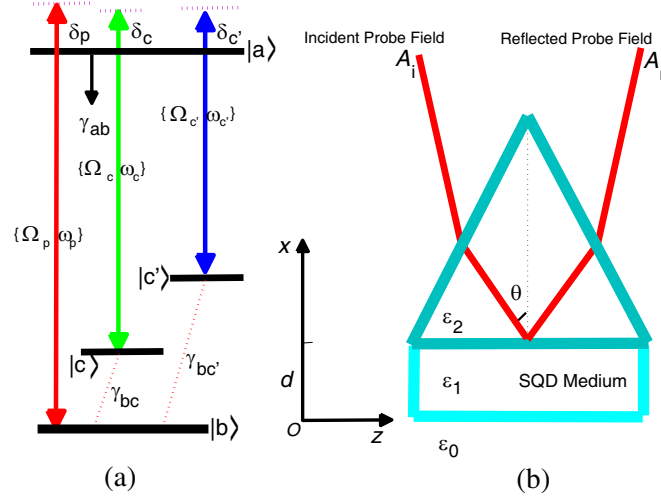 δp
δc
δc'
|a⟩
γab
{Ωc' ωc'}
{Ωc ωc}
{Ωp ωp}
|c'⟩
|c⟩
γbc
γbc'
|b⟩
(a)
Incident Probe Field
Reflected Probe Field
Ai
A
x
θ
ε2
d
ε1
SQD Medium
O
z
ε0
(b)